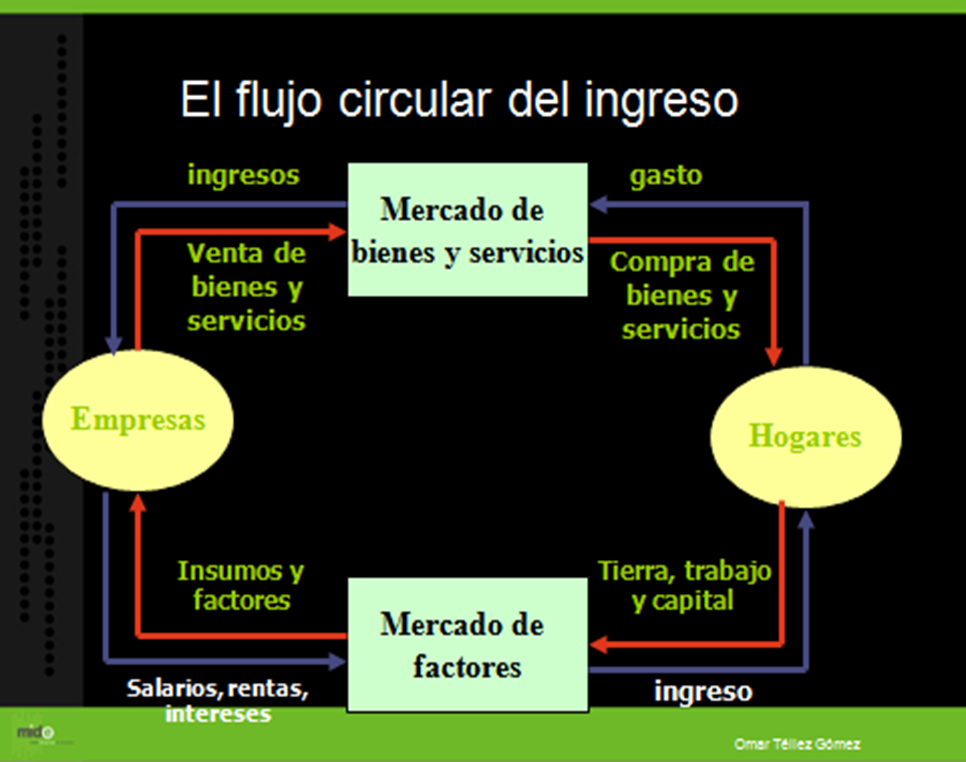 El flujo circular del ingreso
ingresos
gasto
Mercado de
bienes y servicios
Venta de
bienes y
servicios
Compra de
bienes y
servicios
Empresas
Hogares
Insumos y
factores
Tierra, trabajo
y capital
Mercado de
factores
Salarios, rentas,
intereses
ingreso
mide
Omar Téllez Gómez